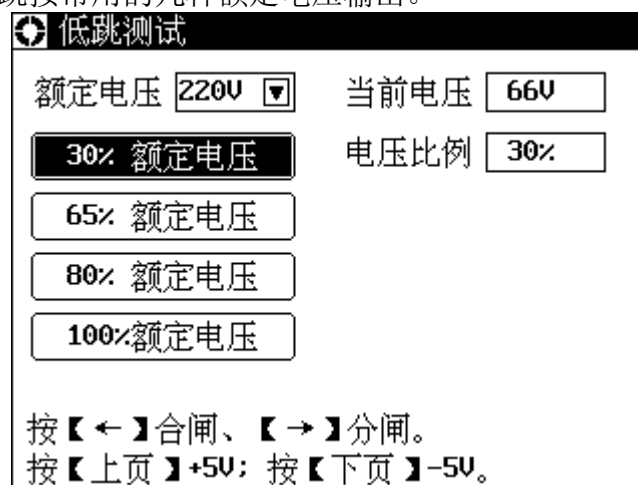 低跳测试
额定电压 220V 当前电压 66V
30% 额定电压 电压比例 30%
65% 额定电压
80% 额定电压
100%额定电压
按【←】合闸、【→】分闸。
按【上页】+5V; 按【下页】-5V。